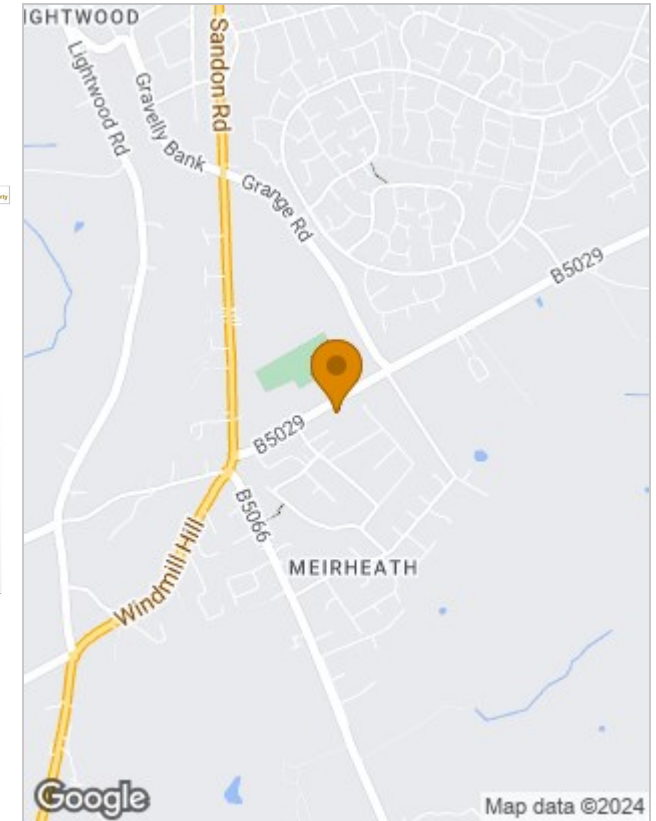 IGHTWOOD
Sandon Rd
Lightwood Rd
Gravelly Bank
Grange Rd
B5029
B5029
B5066
MEIRHEATH
Windmill Hill
Google
Map data ©2024